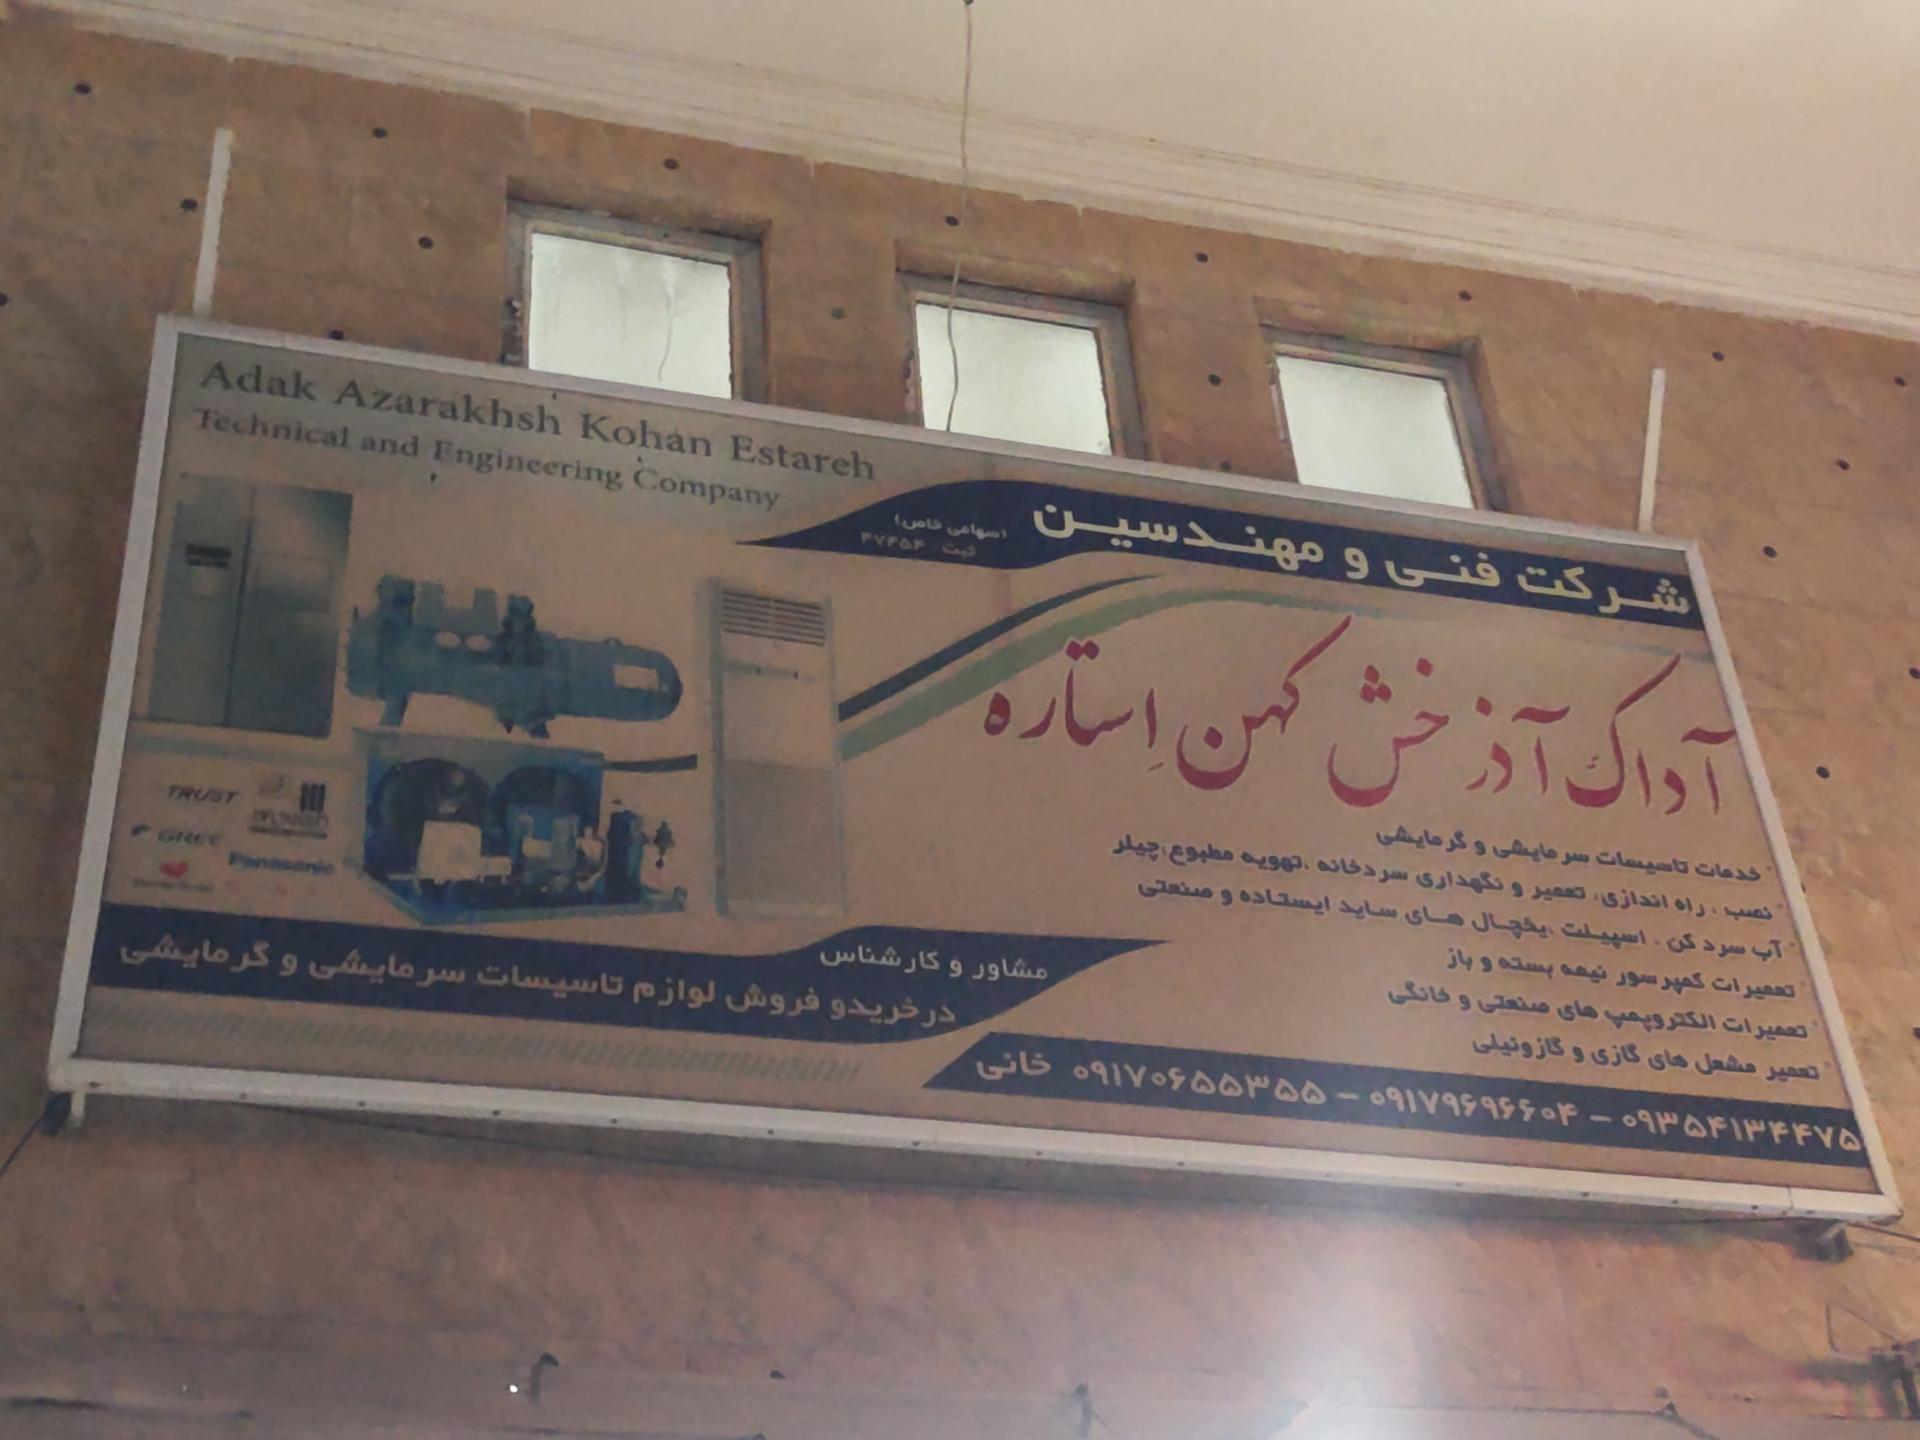 Adak Azarakhsh Kohan Estareh
Technical and Engineering Company
شرکت فنی و مهندسین
(سهامی خاص)
ثبت : ۴۷۴۵۴
آداک آذرخش کهن اِستاره
خدمات تاسیسات سرمایشی و گرمایشی
نصب ، راه اندازی، تعمیر و نگهداری سردخانه ،تهویه مطبوع،چیلر
آب سرد کن ، اسپیلت ،یخچال های ساید ایستاده و صنعتی
تعمیرات کمپرسور نیمه بسته و باز
تعمیرات الکتروپمپ های صنعتی و خانگی
تعمیر مشعل های گازی و گازوئیلی
TRUST
GREE
Panasonic
مشاور و کارشناس
درخریدو فروش لوازم تاسیسات سرمایشی و گرمایشی
۰۹۳۵۴۱۳۴۴۷۵ – ۰۹۱۷۹۶۹۶۶۰۴ – ۰۹۱۷۰۶۵۵۳۵۵ خانی